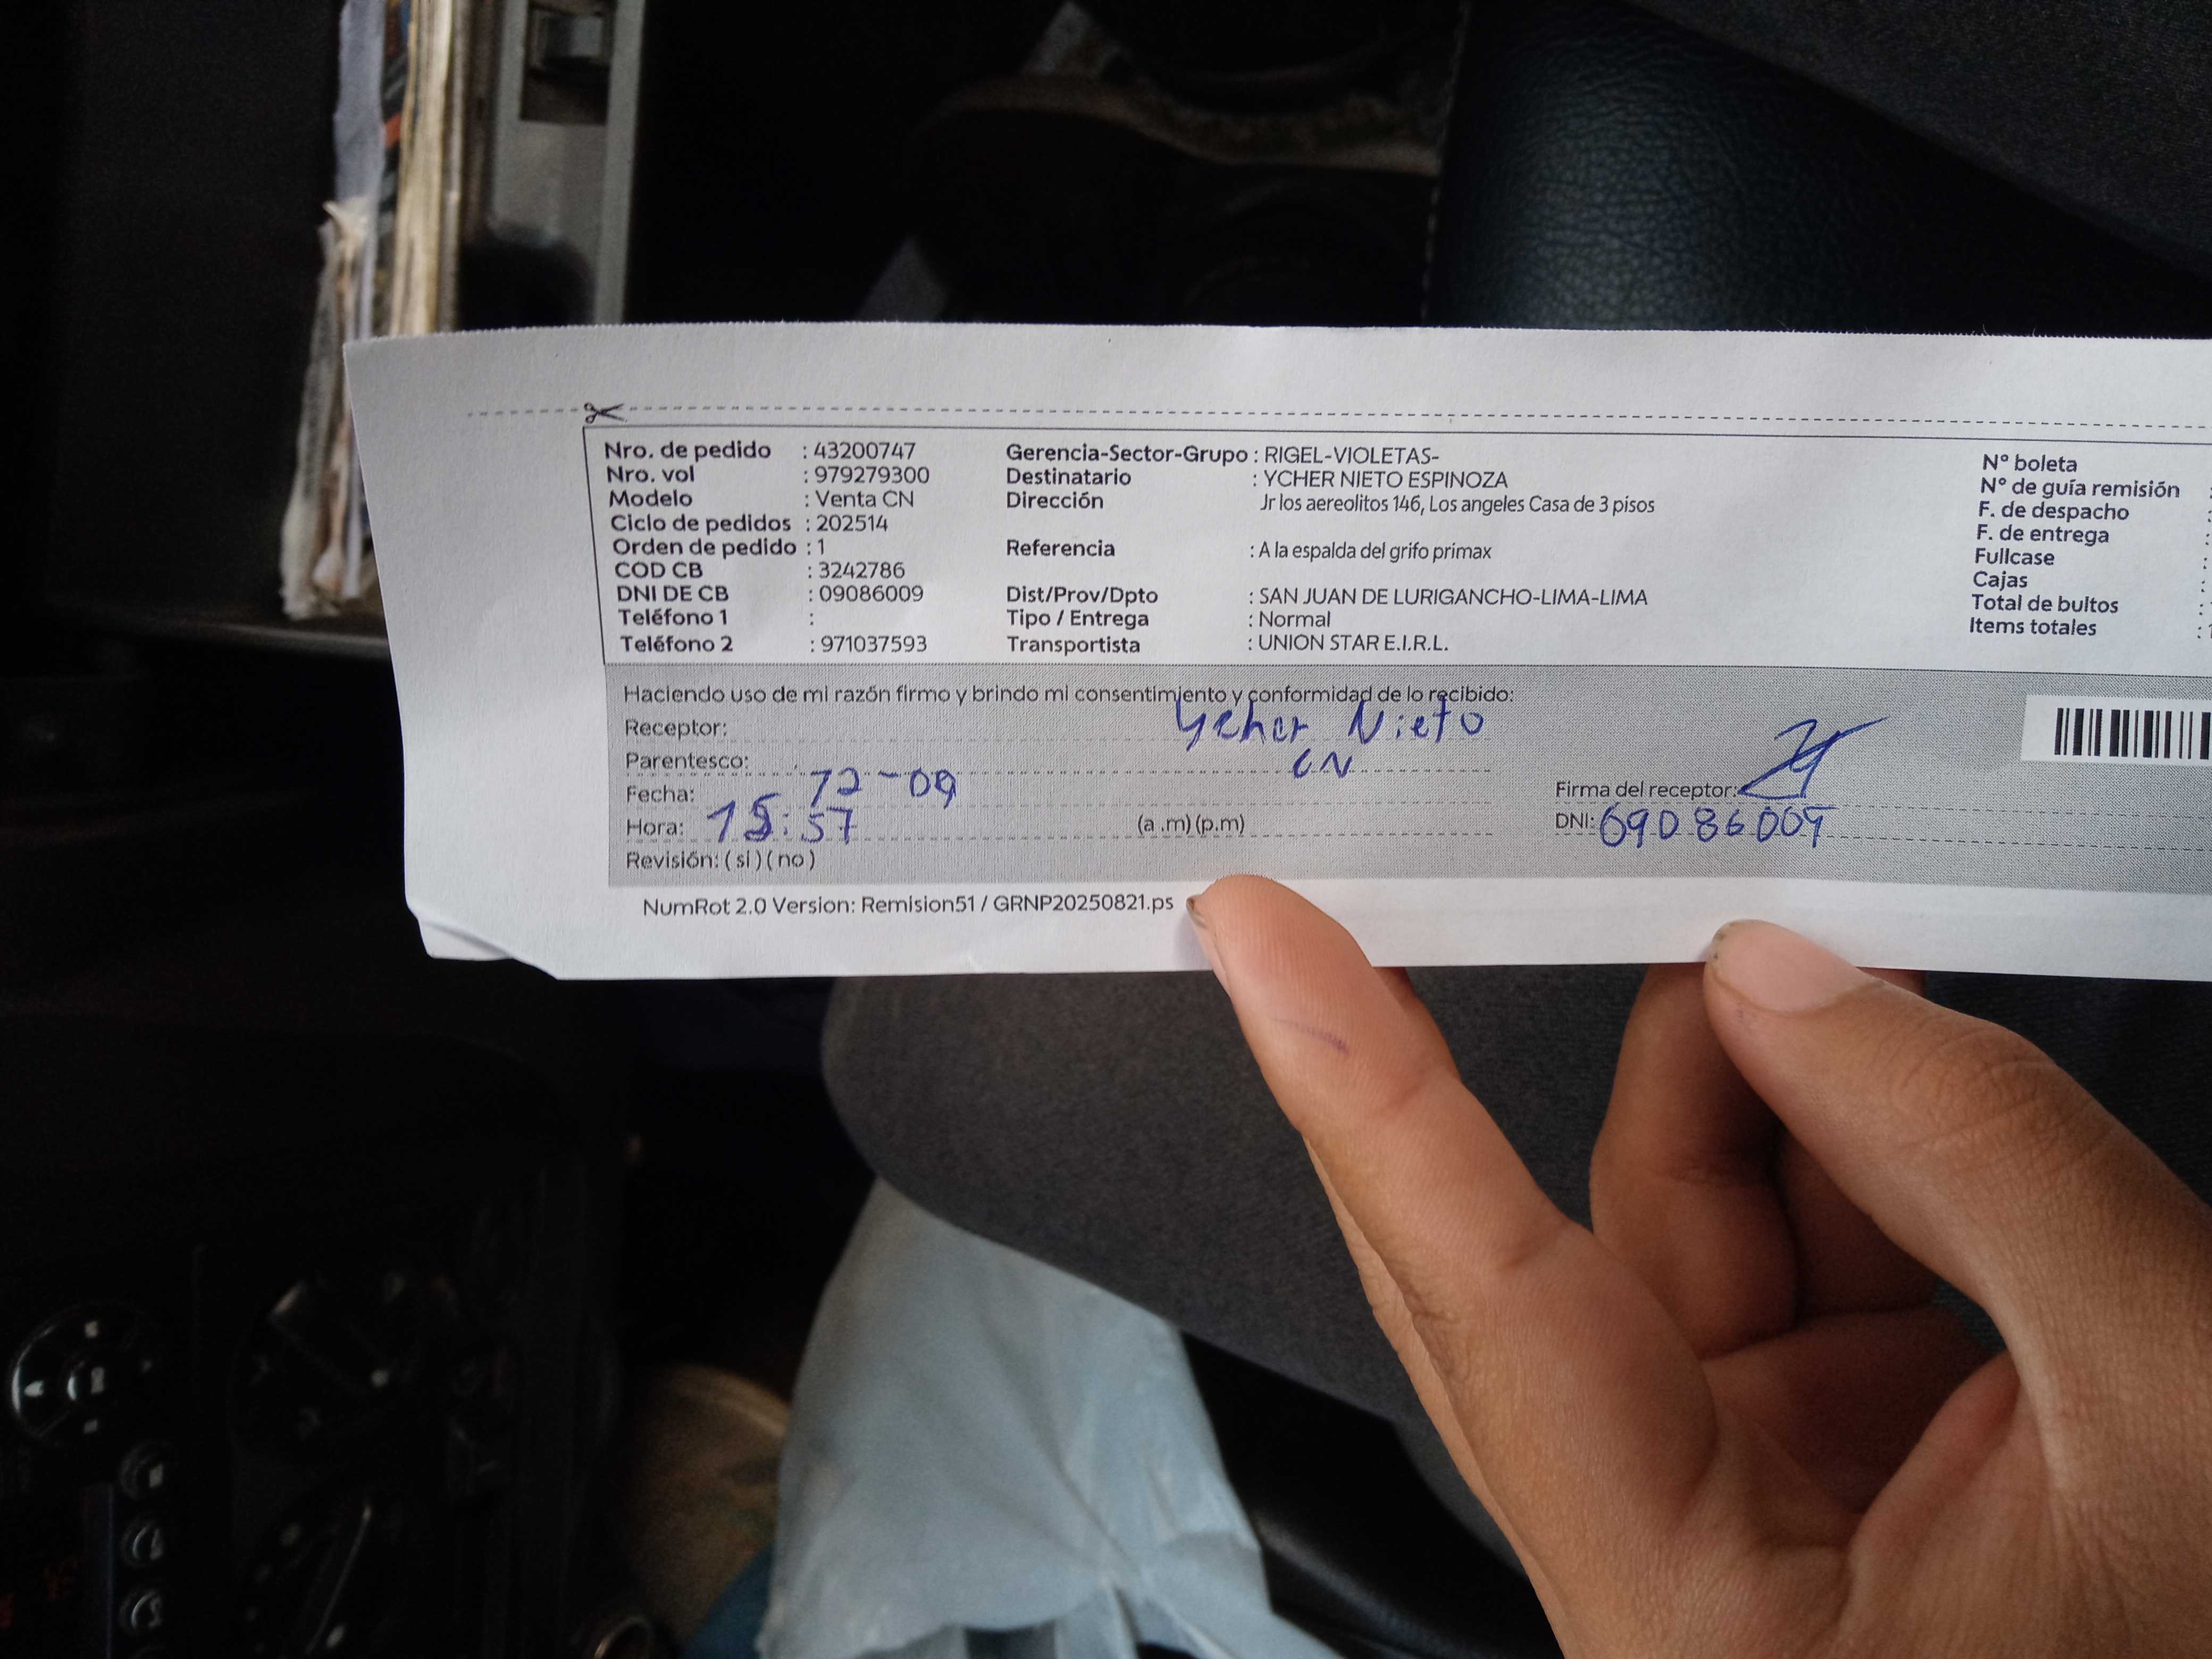 Nro. de pedido : 43200747
Nro. vol : 979279300
Modelo : Venta CN
Ciclo de pedidos : 202514
Orden de pedido : 1
COD CB : 3242786
DNI DE CB : 09086009
Teléfono 1 :
Teléfono 2 : 971037593
Gerencia-Sector-Grupo : RIGEL-VIOLETAS-
Destinatario : YCHER NIETO ESPINOZA
Dirección Jr los aereolitos 146, Los angeles Casa de 3 pisos
Referencia : A la espalda del grifo primax
Dist/Prov/Dpto : SAN JUAN DE LURIGANCHO-LIMA-LIMA
Tipo / Entrega : Normal
Transportista : UNION STAR E.I.R.L.
N° boleta
N° de guía remisión :
F. de despacho :
F. de entrega :
Fullcase :
Cajas :
Total de bultos :
Items totales :
Haciendo uso de mi razón firmo y brindo mi consentimiento y conformidad de lo recibido:
Receptor: Ycher Nieto
Parentesco: CN
Fecha: 12-09
Hora: 15:57 (a .m) (p.m)
Revisión: ( si ) ( no )
Firma del receptor:
DNI: 09086009
NumRot 2.0 Version: Remision51 / GRNP20250821.ps